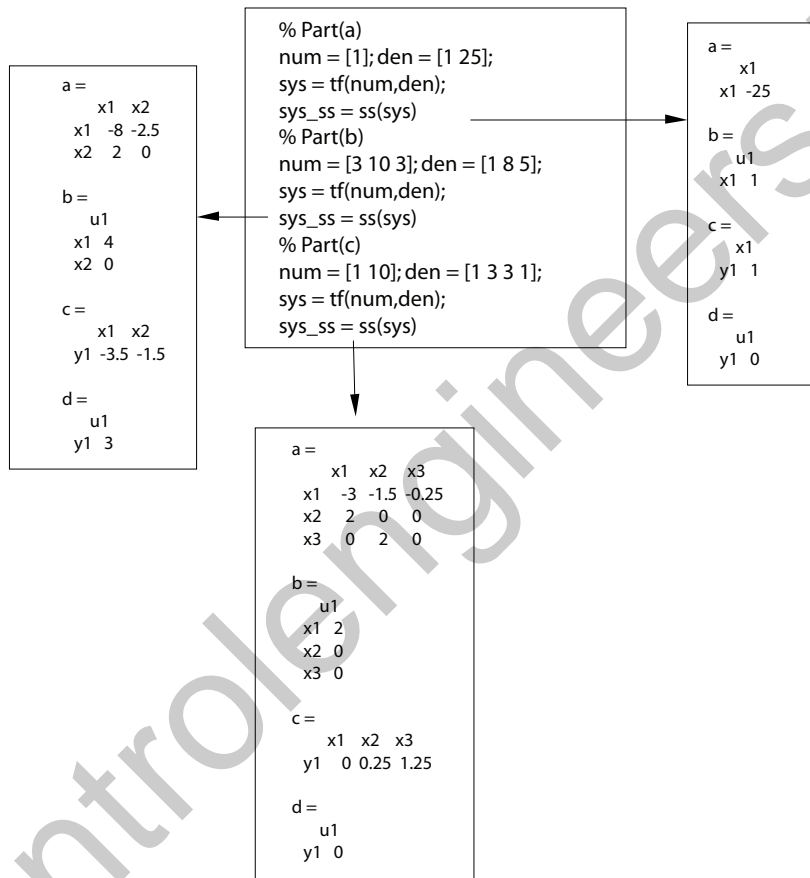 % Part(a)
num = [1]; den = [1 25];
sys = tf(num,den);
sys_ss = ss(sys)
% Part(b)
num = [3 10 3]; den = [1 8 5];
sys = tf(num,den);
sys_ss = ss(sys)
% Part(c)
num = [1 10]; den = [1 3 3 1];
sys = tf(num,den);
sys_ss = ss(sys)
a =
x1 x2
x1 -8 -2.5
x2 2 0
b =
u1
x1 4
x2 0
c =
x1 x2
y1 -3.5 -1.5
d =
u1
y1 3
a =
x1
x1 -25
b =
u1
x1 1
c =
x1
y1 1
d =
u1
y1 0
a =
x1 x2 x3
x1 -3 -1.5 -0.25
x2 2 0 0
x3 0 2 0
b =
u1
x1 2
x2 0
x3 0
c =
x1 x2 x3
y1 0 0.25 1.25
d =
u1
y1 0
ntrolengineers